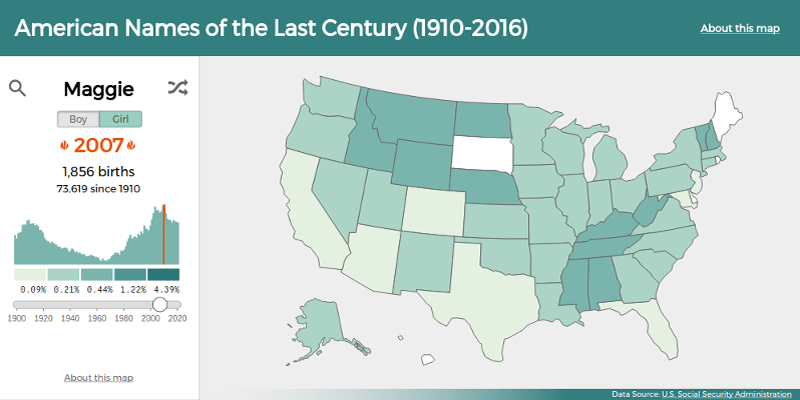 American Names of the Last Century (1910-2016)
About this map
Maggie
Boy Girl
2007
1,856 births
73,619 since 1910
0.09% 0.21% 0.44% 1.22% 4.39%
1900 1920 1940 1960 1980 2000 2020
About this map
Data Source: U.S. Social Security Administration